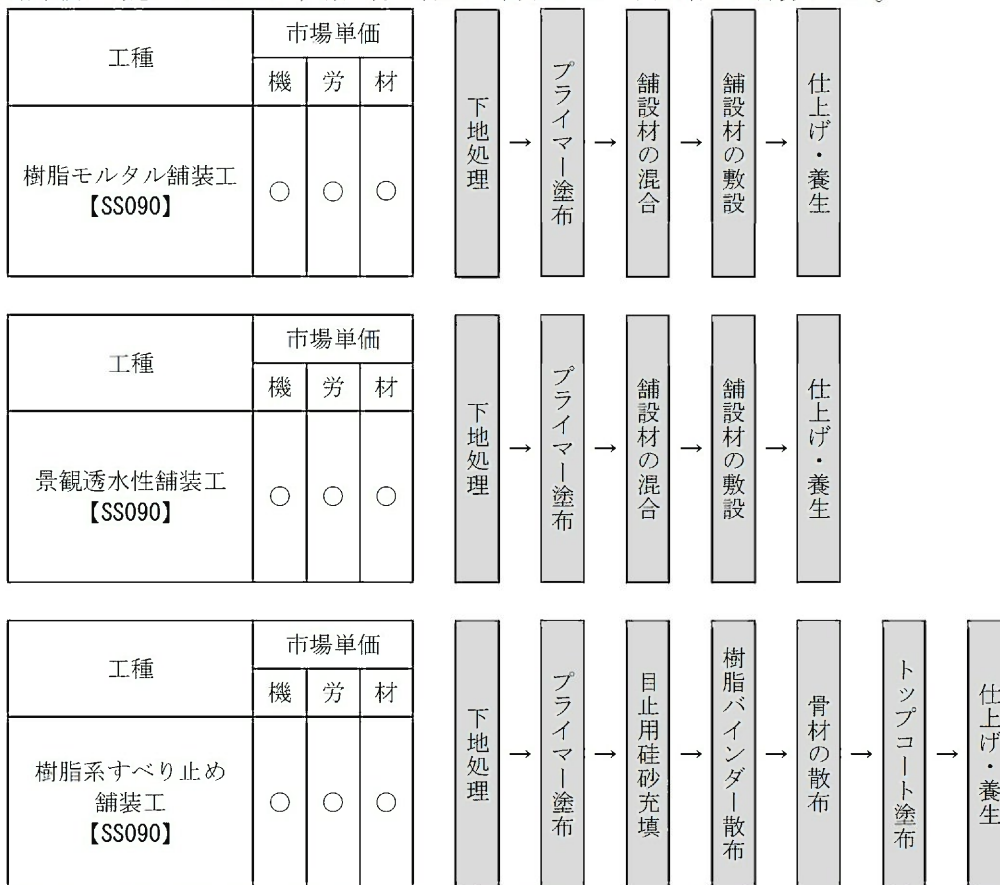 工種
市場単価
機 労 材
樹脂モルタル舗装工
【SS090】
○ ○ ○
下地処理 → プライマー塗布 → 舗設材の混合 → 舗設材の敷設 → 仕上げ・養生
工種
市場単価
機 労 材
景観透水性舗装工
【SS090】
○ ○ ○
下地処理 → プライマー塗布 → 舗設材の混合 → 舗設材の敷設 → 仕上げ・養生
工種
市場単価
機 労 材
樹脂系すべり止め
舗装工
【SS090】
○ ○ ○
下地処理 → プライマー塗布 → 目止用硅砂充填 → 樹脂バインダー散布 → 骨材の散布 → トップコート塗布 → 仕上げ・養生